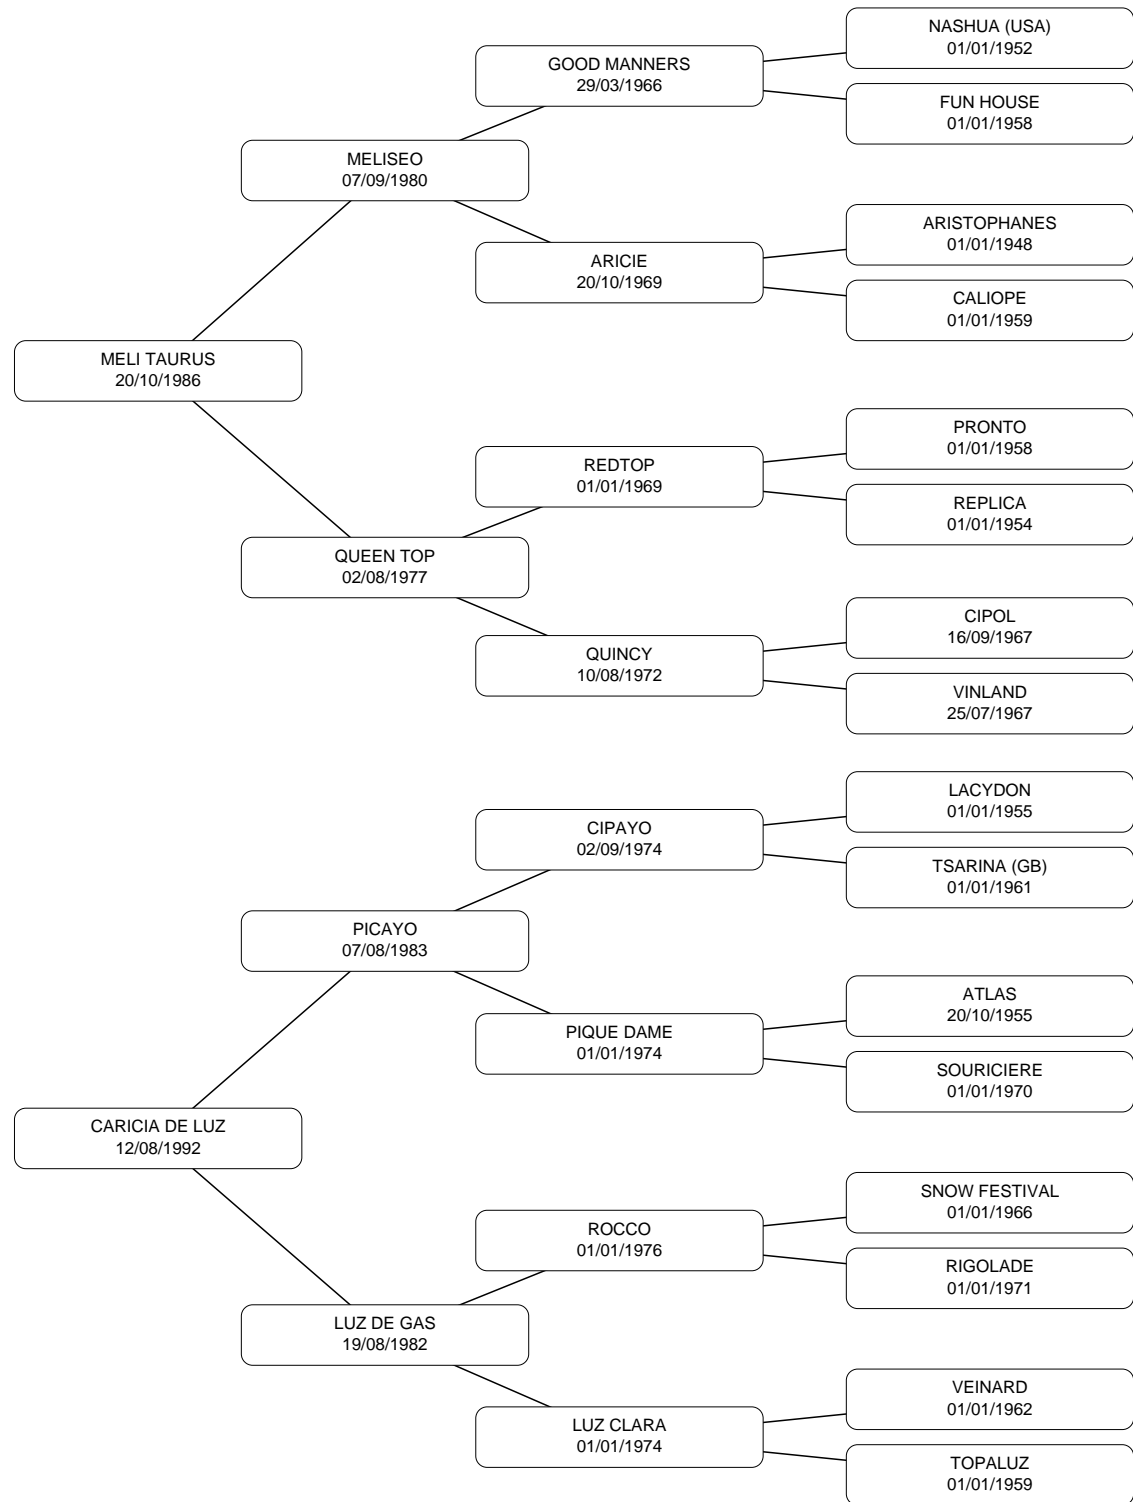 NASHUA (USA)
01/01/1952
GOOD MANNERS
29/03/1966
FUN HOUSE
01/01/1958
MELISEO
07/09/1980
ARISTOPHANES
01/01/1948
ARICIE
20/10/1969
CALIOPE
01/01/1959
MELI TAURUS
20/10/1986
PRONTO
01/01/1958
REDTOP
01/01/1969
REPLICA
01/01/1954
QUEEN TOP
02/08/1977
CIPOL
16/09/1967
QUINCY
10/08/1972
VINLAND
25/07/1967
LACYDON
01/01/1955
CIPAYO
02/09/1974
TSARINA (GB)
01/01/1961
PICAYO
07/08/1983
ATLAS
20/10/1955
PIQUE DAME
01/01/1974
SOURICIERE
01/01/1970
CARICIA DE LUZ
12/08/1992
SNOW FESTIVAL
01/01/1966
ROCCO
01/01/1976
RIGOLADE
01/01/1971
LUZ DE GAS
19/08/1982
VEINARD
01/01/1962
LUZ CLARA
01/01/1974
TOPALUZ
01/01/1959